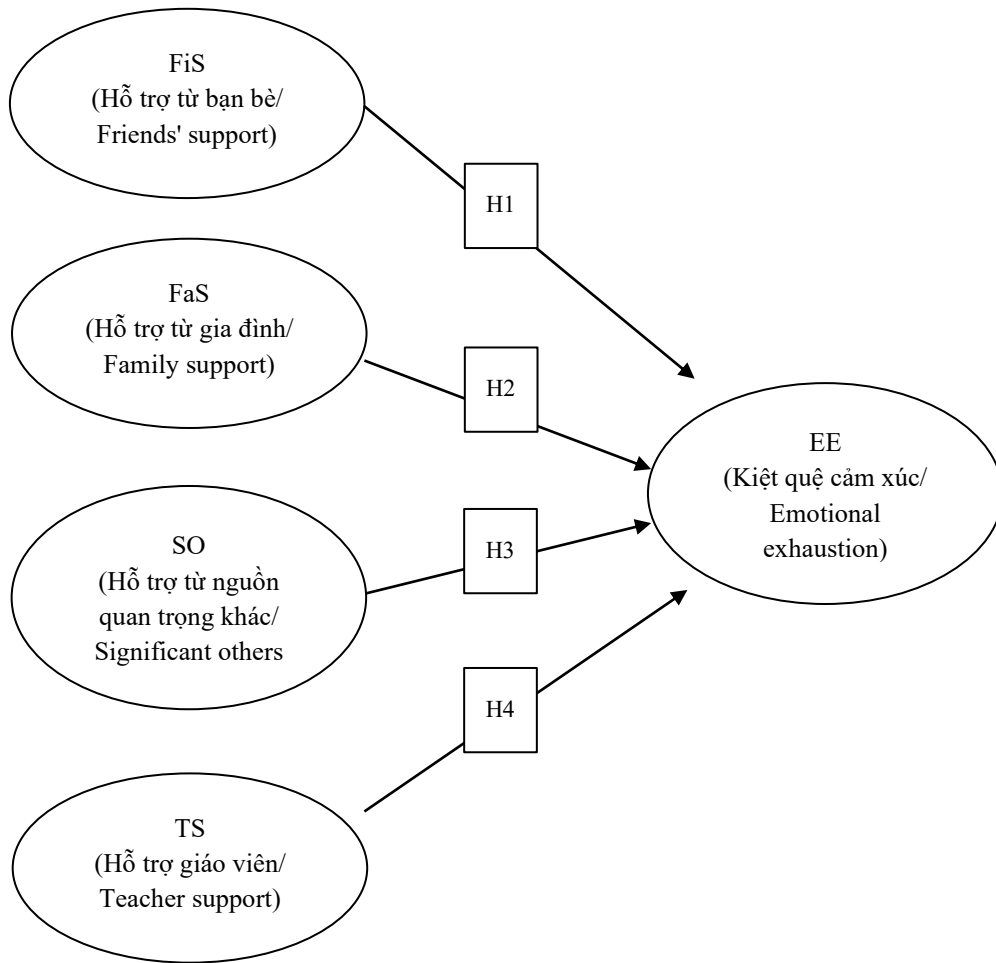 FiS
(Hỗ trợ từ bạn bè/
Friends' support)
H1
FaS
(Hỗ trợ từ gia đình/
Family support)
H2
EE
(Kiệt quệ cảm xúc/
Emotional
exhaustion)
SO
(Hỗ trợ từ nguồn
quan trọng khác/
Significant others
H3
H4
TS
(Hỗ trợ giáo viên/
Teacher support)